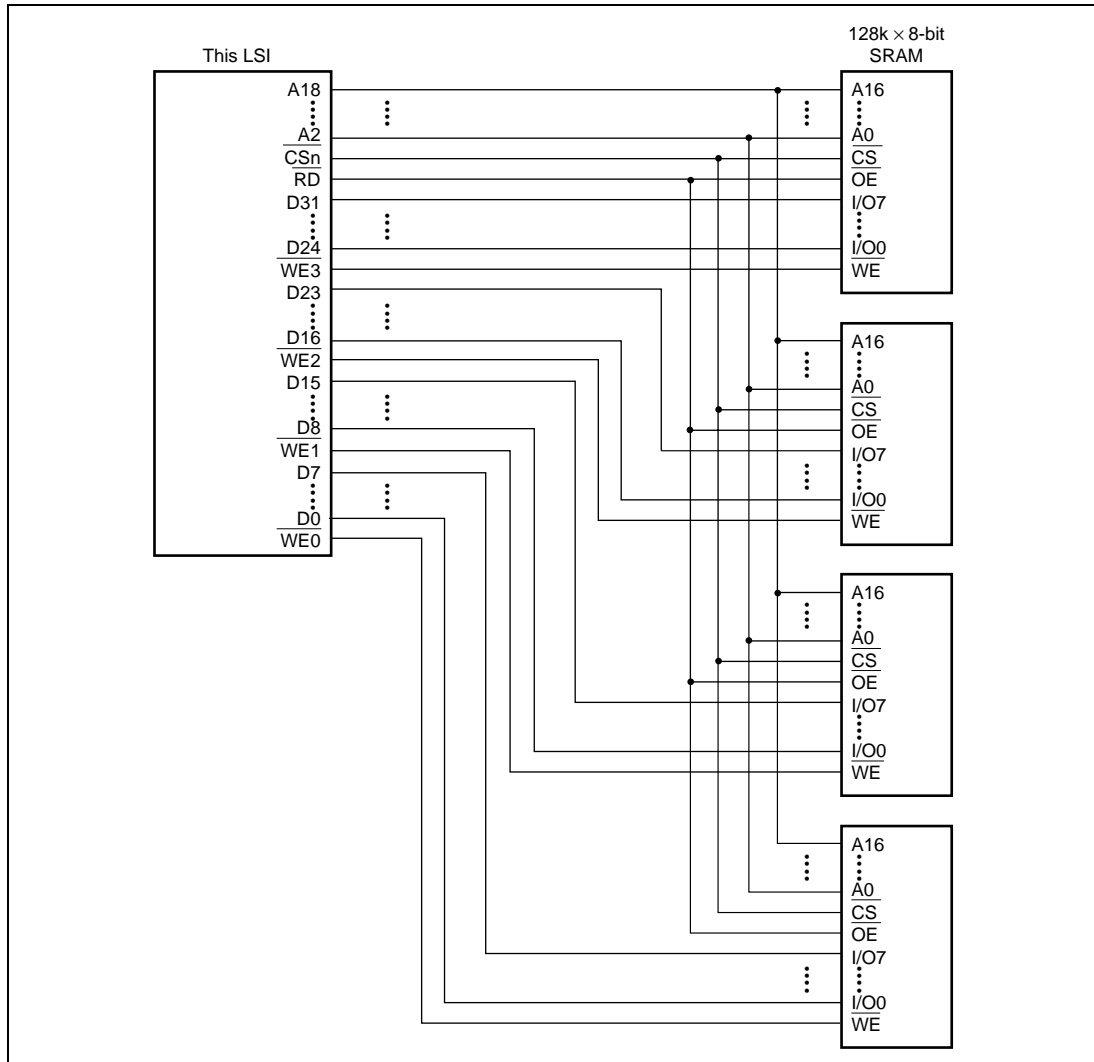 This LSI
A18
A2
CSn
RD
D31
D24
WE3
D23
D16
WE2
D15
D8
WE1
D7
D0
WE0
128k × 8-bit
SRAM
A16
A0
CS
OE
I/O7
I/O0
WE
A16
A0
CS
OE
I/O7
I/O0
WE
A16
A0
CS
OE
I/O7
I/O0
WE
A16
A0
CS
OE
I/O7
I/O0
WE